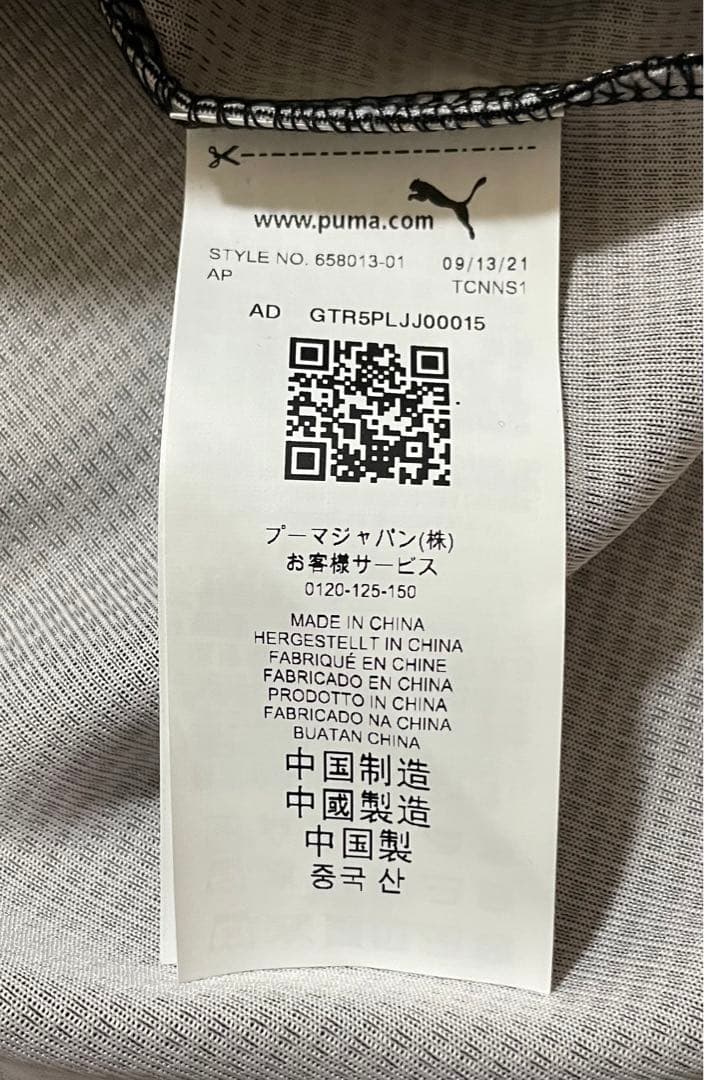 www.puma.com
STYLE NO. 658013-01 09/13/21
AP TCNNS1
AD GTR5PLJJ00015
プーマジャパン(株)
お客様サービス
0120-125-150
MADE IN CHINA
HERGESTELLT IN CHINA
FABRIQUÉ EN CHINE
FABRICADO EN CHINA
PRODOTTO IN CHINA
FABRICADO NA CHINA
BUATAN CHINA
中国制造
中國製造
中国製
중국 산